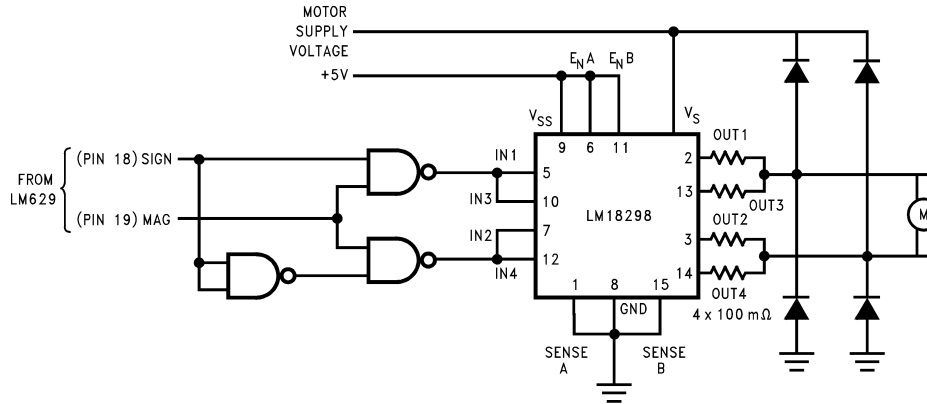 MOTOR
SUPPLY
VOLTAGE
+5V
ENA
ENB
VSS
VS
9
6
11
(PIN 18) SIGN
FROM
LM629
(PIN 19) MAG
IN1
IN3
IN2
IN4
5
10
7
12
LM18298
2
13
3
14
OUT1
OUT3
OUT2
OUT4
4 x 100 mΩ
1
8
15
GND
SENSE
A
SENSE
B
M